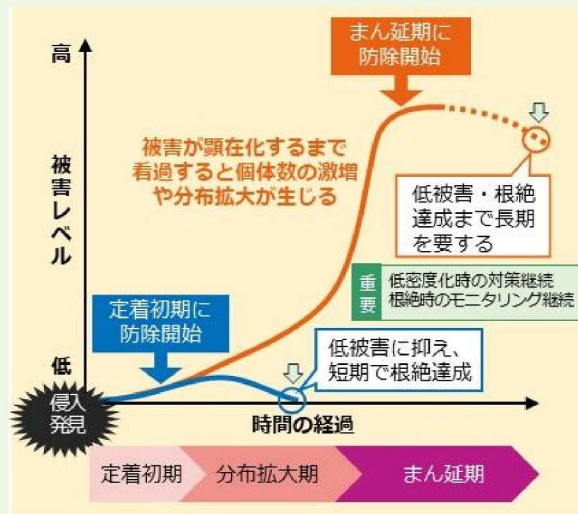 高
被害レベル
低
まん延期に
防除開始
被害が顕在化するまで
看過すると個体数の激増
や分布拡大が生じる
低被害・根絶
達成まで長期
を要する
重要
低密度化時の対策継続
根絶時のモニタリング継続
定着初期に
防除開始
低被害に抑え、
短期で根絶達成
侵入
発見
時間の経過
定着初期
分布拡大期
まん延期